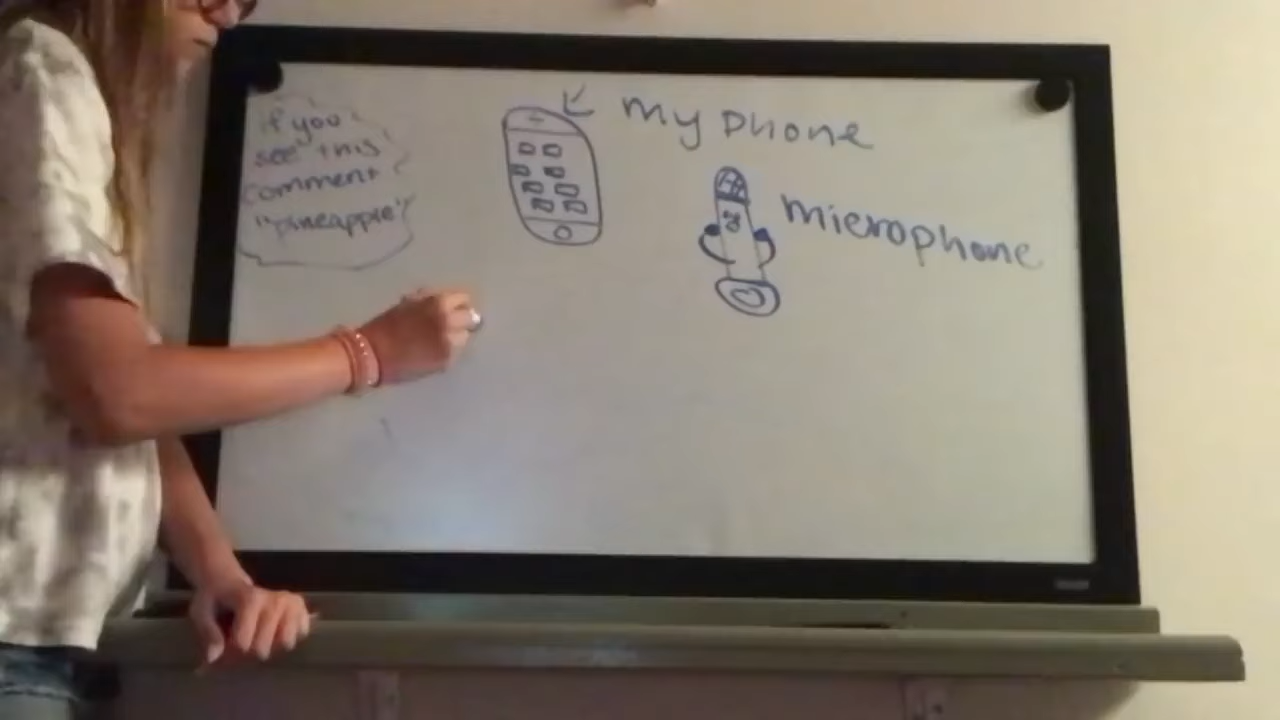 if you
see this
comment
"pineapple"
my phone
microphone